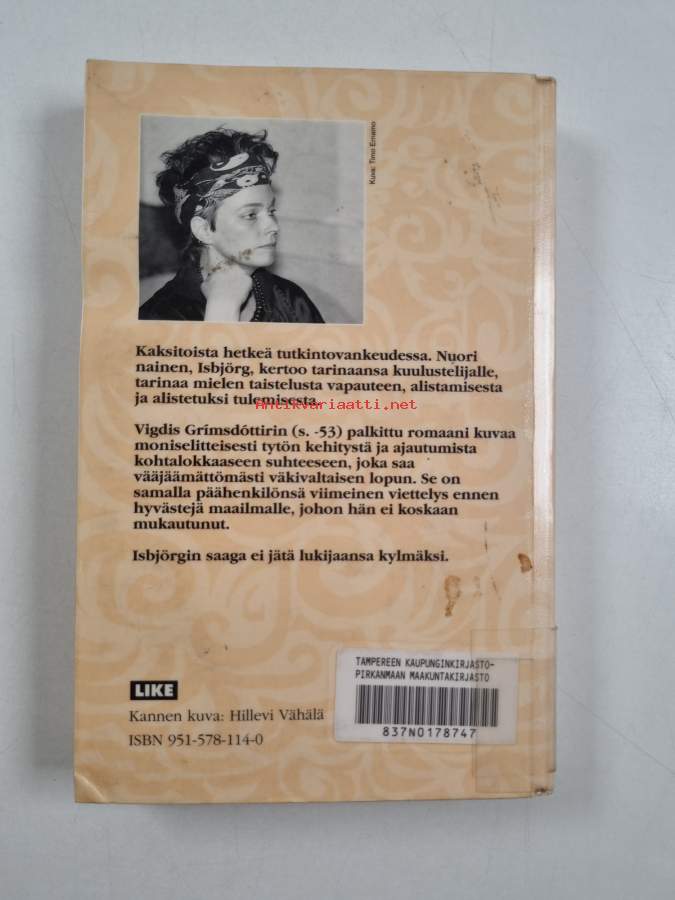 Kuva: Timo Ernamo
Kaksitoista hetkeä tutkintovankeudessa. Nuori
nainen, Isbjörg, kertoo tarinaansa kuulustelijalle,
tarinaa mielen taistelusta vapauteen, alistamisesta
ja alistetuksi tulemisesta.
Antikvariaatti.net
Vigdis Grímsdóttirin (s. -53) palkittu romaani kuvaa
moniselitteisesti tytön kehitystä ja ajautumista
kohtalokkaaseen suhteeseen, joka saa
vääjäämättömästi väkivaltaisen lopun. Se on
samalla päähenkilönsä viimeinen viettelys ennen
hyvästejä maailmalle, johon hän ei koskaan
mukautunut.
Isbjörgin saaga ei jätä lukijaansa kylmäksi.
TAMPEREEN KAUPUNGINKIRJASTO-
PIRKANMAAN MAAKUNTAKIRJASTO
837N0178747
LIKE
Kannen kuva: Hillevi Vähälä
ISBN 951-578-114-0